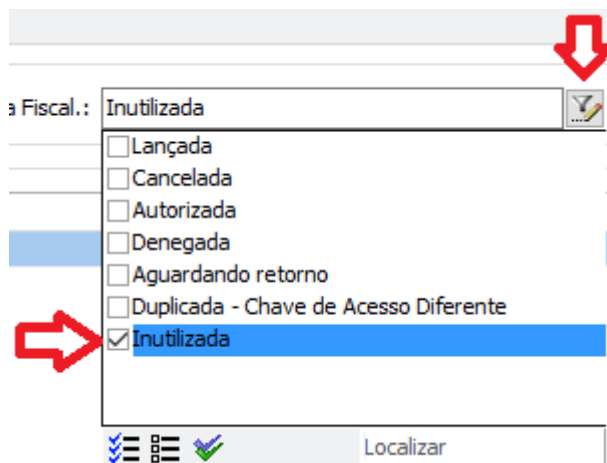 a Fiscal.: Inutilizada
Lançada
Cancelada
Autorizada
Denegada
Aguardando retorno
Duplicada - Chave de Acesso Diferente
Inutilizada
Localizar